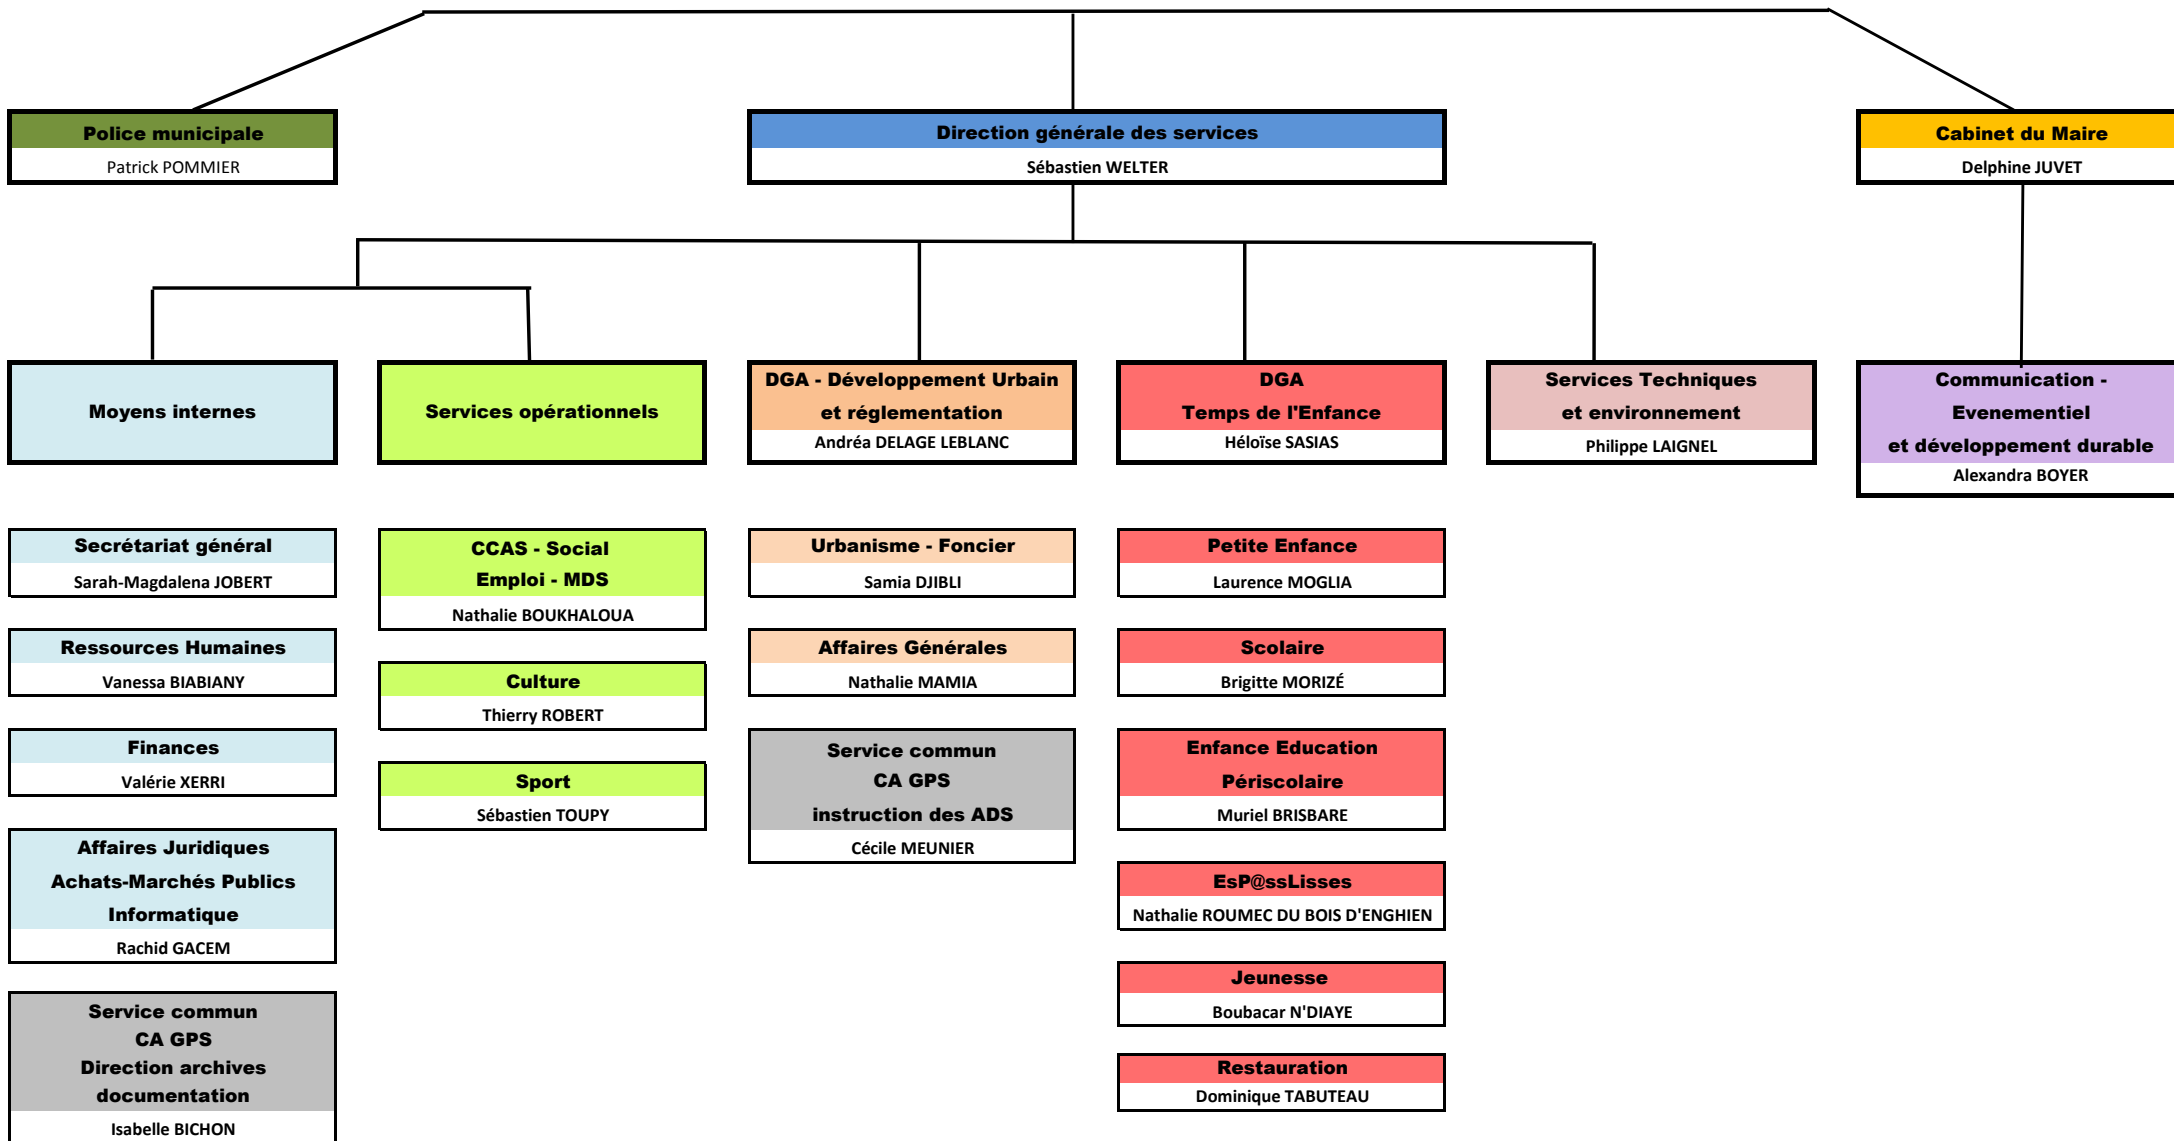 Police municipale
Patrick POMMIER
Direction générale des services
Sébastien WELTER
Cabinet du Maire
Delphine JUVET
Moyens internes
Services opérationnels
DGA - Développement Urbain
et réglementation
Andréa DELAGE LEBLANC
DGA
Temps de l'Enfance
Héloïse SASIAS
Services Techniques
et environnement
Philippe LAIGNEL
Communication -
Evenementiel
et développement durable
Alexandra BOYER
Secrétariat général
Sarah-Magdalena JOBERT
Ressources Humaines
Vanessa BIABIANY
Finances
Valérie XERRI
Affaires Juridiques
Achats-Marchés Publics
Informatique
Rachid GACEM
Service commun
CA GPS
Direction archives
documentation
Isabelle BICHON
CCAS - Social
Emploi - MDS
Nathalie BOUKHALOUA
Culture
Thierry ROBERT
Sport
Sébastien TOUPY
Urbanisme - Foncier
Samia DJIBLI
Affaires Générales
Nathalie MAMIA
Service commun
CA GPS
instruction des ADS
Cécile MEUNIER
Petite Enfance
Laurence MOGLIA
Scolaire
Brigitte MORIZÉ
Enfance Education
Périscolaire
Muriel BRISBARE
EsP@ssLisses
Nathalie ROUMEC DU BOIS D'ENGHIEN
Jeunesse
Boubacar N'DIAYE
Restauration
Dominique TABUTEAU